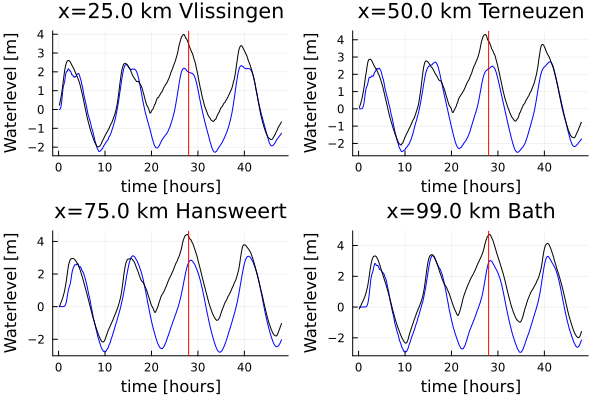 x=25.0 km Vlissingen
Waterlevel [m]
4
3
2
1
0
−1
−2
0 10 20 30 40
time [hours]
x=50.0 km Terneuzen
Waterlevel [m]
4
3
2
1
0
−1
−2
0 10 20 30 40
time [hours]
x=75.0 km Hansweert
Waterlevel [m]
4
2
0
−2
0 10 20 30 40
time [hours]
x=99.0 km Bath
Waterlevel [m]
4
2
0
−2
0 10 20 30 40
time [hours]